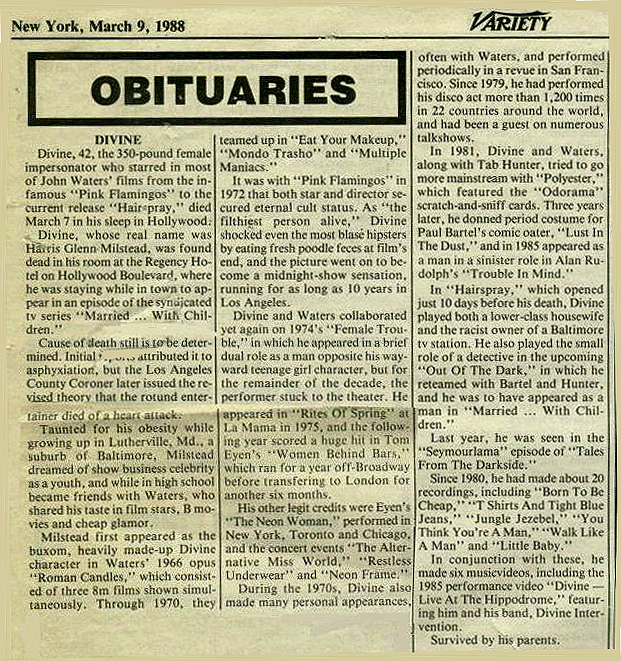 New York, March 9, 1988
VARIETY
OBITUARIES
DIVINE
Divine, 42, the 350-pound female
impersonator who starred in most
of John Waters' films from the in-
famous "Pink Flamingos" to the
current release "Hairspray," died
March 7 in his sleep in Hollywood.
Divine, whose real name was
Harris Glenn Milstead, was found
dead in his room at the Regency Ho-
tel on Hollywood Boulevard, where
he was staying while in town to ap-
pear in an episode of the syndicated
tv series "Married ... With Chil-
dren."
Cause of death still is to be deter-
mined. Initial attributed it to
asphyxiation, but the Los Angeles
County Coroner later issued the re-
vised theory that the rotund enter-
tainer died of a heart attack.
Taunted for his obesity while
growing up in Lutherville, Md., a
suburb of Baltimore, Milstead
dreamed of show business celebrity
as a youth, and while in high school
became friends with Waters, who
shared his taste in film stars, B mo-
vies and cheap glamor.
Milstead first appeared as the
buxom, heavily made-up Divine
character in Waters' 1966 opus
"Roman Candles," which consist-
ed of three 8m films shown simul-
taneously. Through 1970, they
teamed up in "Eat Your Makeup,"
"Mondo Trasho" and "Multiple
Maniacs."
It was with "Pink Flamingos" in
1972 that both star and director se-
cured eternal cult status. As "the
filthiest person alive," Divine
shocked even the most blasé hipsters
by eating fresh poodle feces at film's
end, and the picture went on to be-
come a midnight-show sensation,
running for as long as 10 years in
Los Angeles.
Divine and Waters collaborated
yet again on 1974's "Female Trou-
ble," in which he appeared in a brief
dual role as a man opposite his way-
ward teenage girl character, but for
the remainder of the decade, the
performer stuck to the theater. He
appeared in "Rites Of Spring" at
La Mama in 1975, and the follow-
ing year scored a huge hit in Tom
Eyen's "Women Behind Bars,"
which ran for a year off-Broadway
before transfering to London for
another six months.
His other legit credits were Eyen's
"The Neon Woman," performed in
New York, Toronto and Chicago,
and the concert events "The Alter-
native Miss World," "Restless
Underwear" and "Neon Frame."
During the 1970s, Divine also
made many personal appearances,
often with Waters, and performed
periodically in a revue in San Fran-
cisco. Since 1979, he had performed
his disco act more than 1,200 times
in 22 countries around the world,
and had been a guest on numerous
talkshows.
In 1981, Divine and Waters,
along with Tab Hunter, tried to go
more mainstream with "Polyester,"
which featured the "Odorama"
scratch-and-sniff cards. Three years
later, he donned period costume for
Paul Bartel's comic oater, "Lust In
The Dust," and in 1985 appeared as
a man in a sinister role in Alan Ru-
dolph's "Trouble In Mind."
In "Hairspray," which opened
just 10 days before his death, Divine
played both a lower-class housewife
and the racist owner of a Baltimore
tv station. He also played the small
role of a detective in the upcoming
"Out Of The Dark," in which he
reteamed with Bartel and Hunter,
and he was to have appeared as a
man in "Married ... With Chil-
dren."
Last year, he was seen in the
"Seymourlama" episode of "Tales
From The Darkside."
Since 1980, he had made about 20
recordings, including "Born To Be
Cheap," "T Shirts And Tight Blue
Jeans," "Jungle Jezebel," "You
Think You're A Man," "Walk Like
A Man" and "Little Baby."
In conjunction with these, he
made six musicvideos, including the
1985 performance video "Divine —
Live At The Hippodrome," featur-
ing him and his band, Divine Inter-
vention.
Survived by his parents.